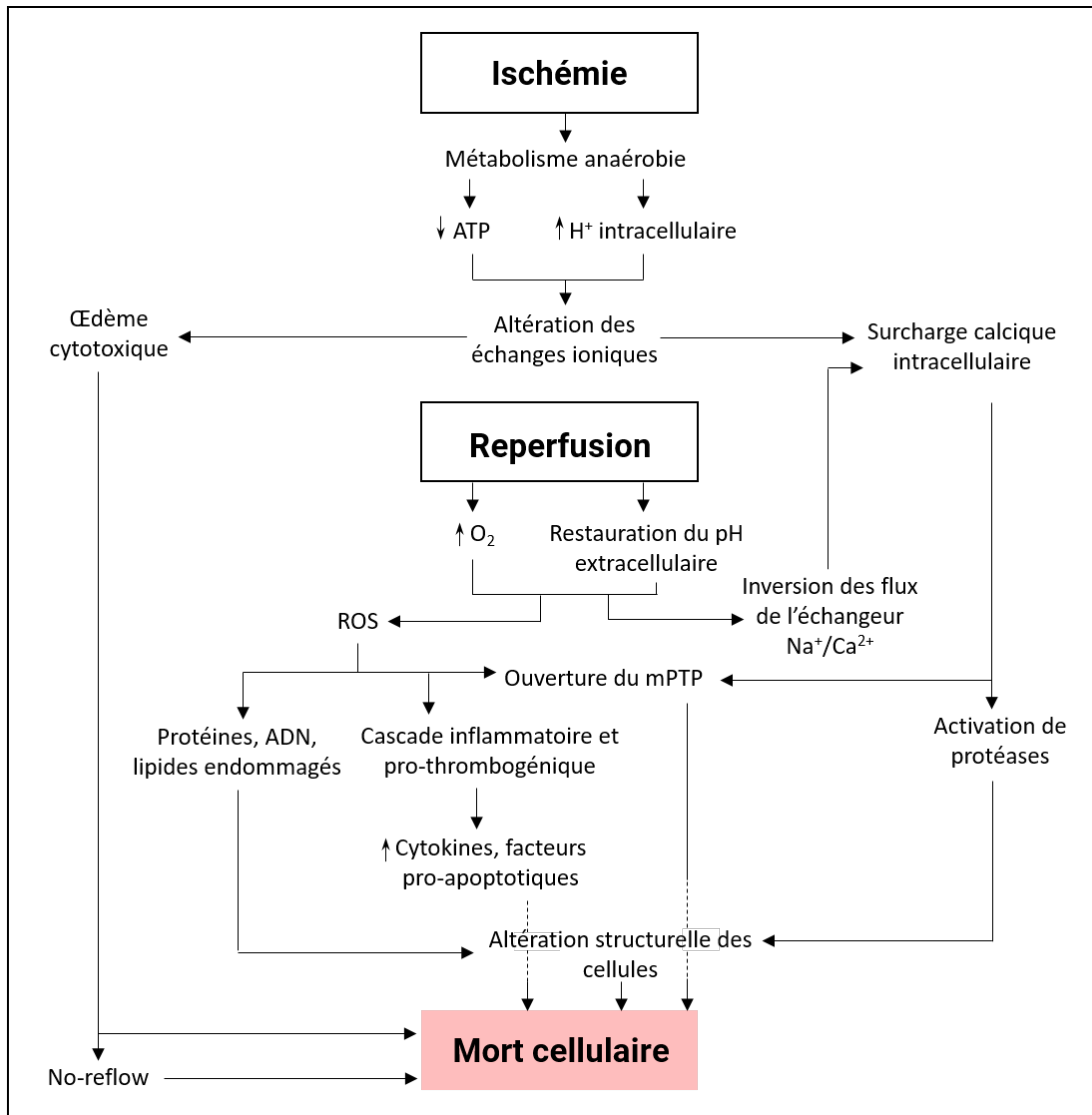 Ischémie
Métabolisme anaérobie
↓ ATP
↑ H⁺ intracellulaire
Œdème
cytotoxique
Altération des
échanges ioniques
Surcharge calcique
intracellulaire
Reperfusion
↑ O₂
Restauration du pH
extracellulaire
Inversion des flux
de l'échangeur
Na⁺/Ca²⁺
ROS
Ouverture du mPTP
Protéines, ADN,
lipides endommagés
Cascade inflammatoire et
pro-thrombogénique
Activation de
protéases
↑ Cytokines, facteurs
pro-apoptotiques
Altération structurelle des
cellules
Mort cellulaire
No-reflow